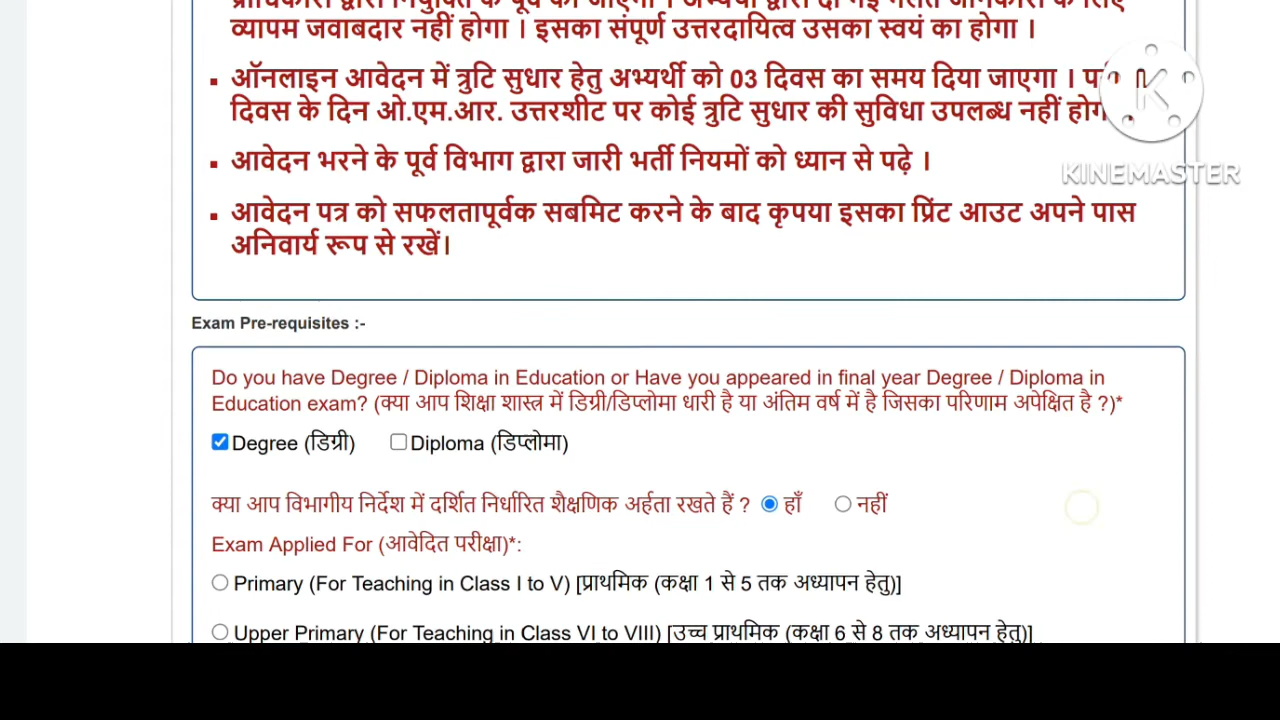 व्यापम जवाबदार नहीं होगा । इसका संपूर्ण उत्तरदायित्व उसका स्वयं का होगा ।
▪ ऑनलाइन आवेदन में त्रुटि सुधार हेतु अभ्यर्थी को 03 दिवस का समय दिया जाएगा ।
दिवस के दिन ओ.एम.आर. उत्तरशीट पर कोई त्रुटि सुधार की सुविधा उपलब्ध नहीं
▪ आवेदन भरने के पूर्व विभाग द्वारा जारी भर्ती नियमों को ध्यान से पढ़े ।
KINEMASTER
▪ आवेदन पत्र को सफलतापूर्वक सबमिट करने के बाद कृपया इसका प्रिंट आउट अपने पास
अनिवार्य रूप से रखें।
Exam Pre-requisites :-
Do you have Degree / Diploma in Education or Have you appeared in final year Degree / Diploma in
Education exam? (क्या आप शिक्षा शास्त्र में डिग्री/डिप्लोमा धारी है या अंतिम वर्ष में है जिसका परिणाम अपेक्षित है ?)*
Degree (डिग्री) Diploma (डिप्लोमा)
क्या आप विभागीय निर्देश में दर्शित निर्धारित शैक्षणिक अर्हता रखते हैं ? हाँ नहीं
Exam Applied For (आवेदित परीक्षा)*:
Primary (For Teaching in Class I to V) [प्राथमिक (कक्षा 1 से 5 तक अध्यापन हेतु)]
Upper Primary (For Teaching in Class VI to VIII) [उच्च प्राथमिक (कक्षा 6 से 8 तक अध्यापन हेतु)]